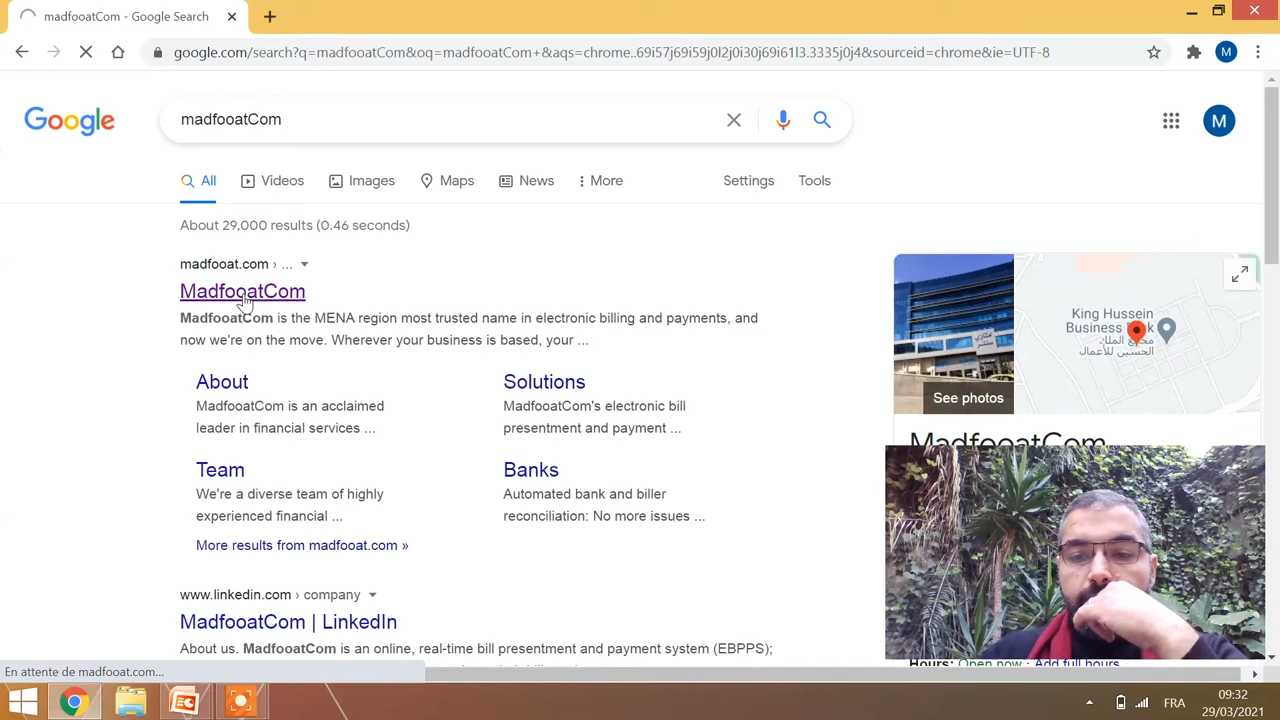 madfooatCom - Google Search
google.com/search?q=madfooatCom&oq=madfooatCom+&aqs=chrome..69i57j69i59j0l2j0i30j69i61l3.3335j0j4&sourceid=chrome&ie=UTF-8
M
Google
madfooatCom
M
All
Videos
Images
Maps
News
More
Settings
Tools
About 29,000 results (0.46 seconds)
madfooat.com › ...
MadfooatCom
MadfooatCom is the MENA region most trusted name in electronic billing and payments, and
now we're on the move. Wherever your business is based, your ...
About
MadfooatCom is an acclaimed
leader in financial services ...
Solutions
MadfooatCom's electronic bill
presentment and payment ...
Team
We're a diverse team of highly
experienced financial ...
Banks
Automated bank and biller
reconciliation: No more issues ...
More results from madfooat.com »
www.linkedin.com › company
MadfooatCom | LinkedIn
About us. MadfooatCom is an online, real-time bill presentment and payment system (EBPPS);
See photos
King Hussein
Business
الحسين للأعمال
MadfooatCom
Hours: Open now · Add full hours
En attente de madfooat.com...
FRA
09:32
29/03/2021